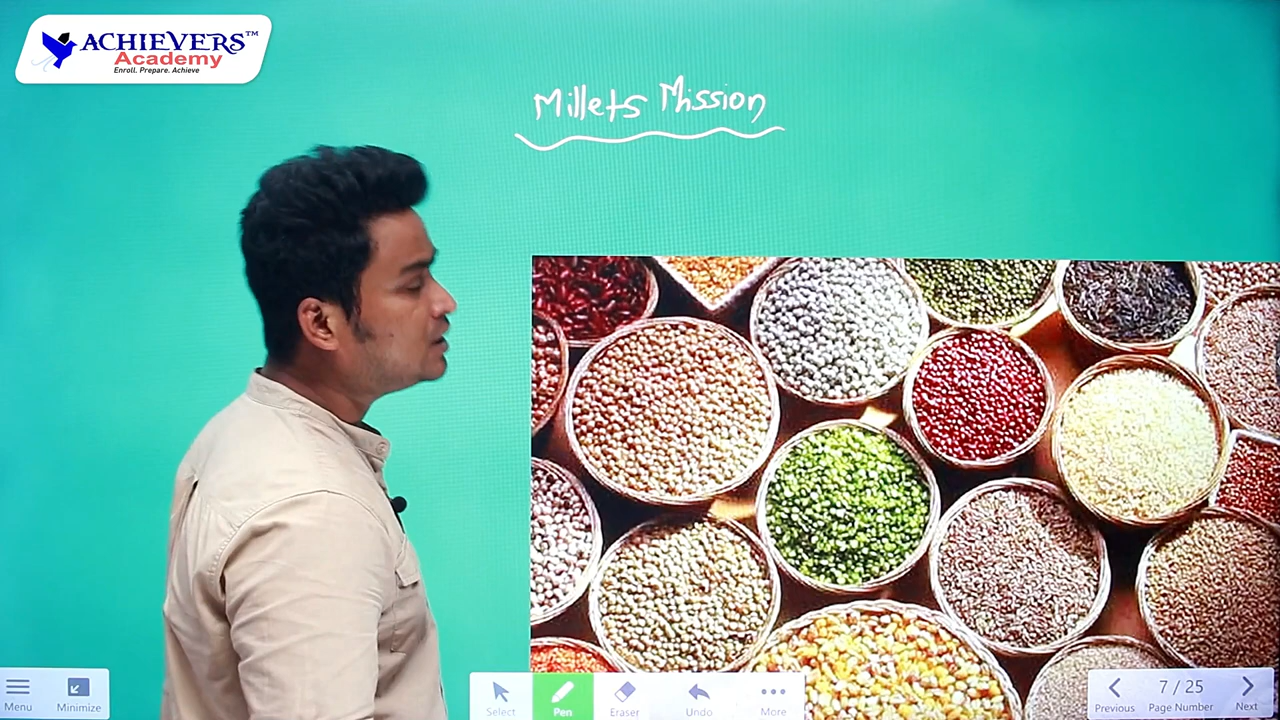 ACHIEVERS™
Academy
Enroll. Prepare. Achieve
Millets Mission
Menu
Minimize
Select
Pen
Eraser
Undo
More
Previous
7 / 25
Page Number
Next